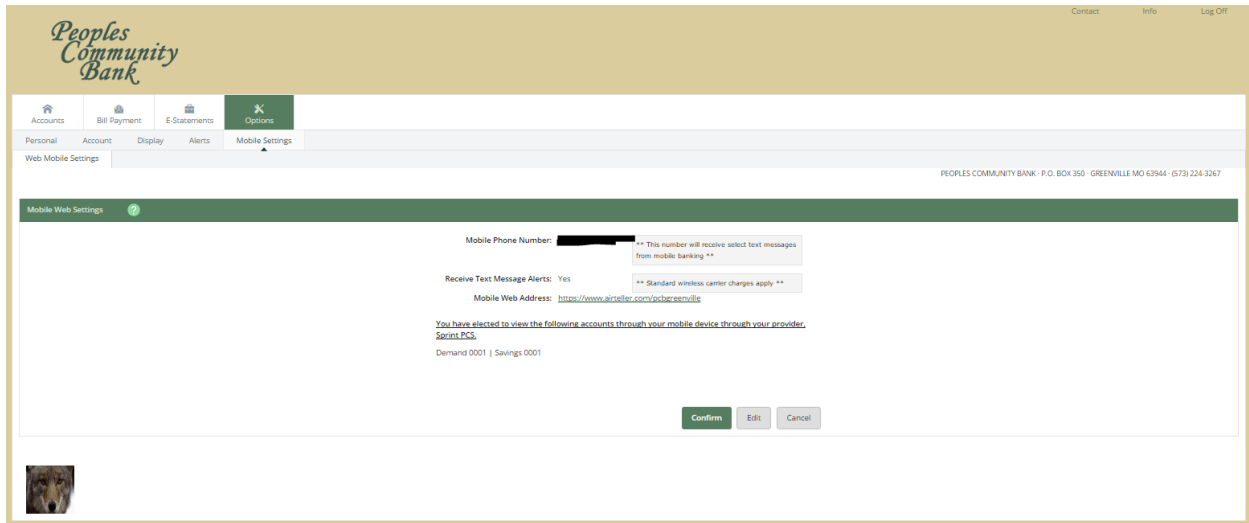 Contact Info Log Off
Peoples
Community
Bank
Accounts Bill Payment E-Statements Options
Personal Account Display Alerts Mobile Settings
Web Mobile Settings
PEOPLES COMMUNITY BANK · P.O. BOX 350 · GREENVILLE MO 63944 · (573) 224-3267
Mobile Web Settings ?
Mobile Phone Number:
** This number will receive select text messages
from mobile banking **
Receive Text Message Alerts: Yes
** Standard wireless carrier charges apply **
Mobile Web Address: https://www.airteller.com/pcbgreenville
You have elected to view the following accounts through your mobile device through your provider,
Sprint PCS.
Demand 0001 | Savings 0001
Confirm Edit Cancel